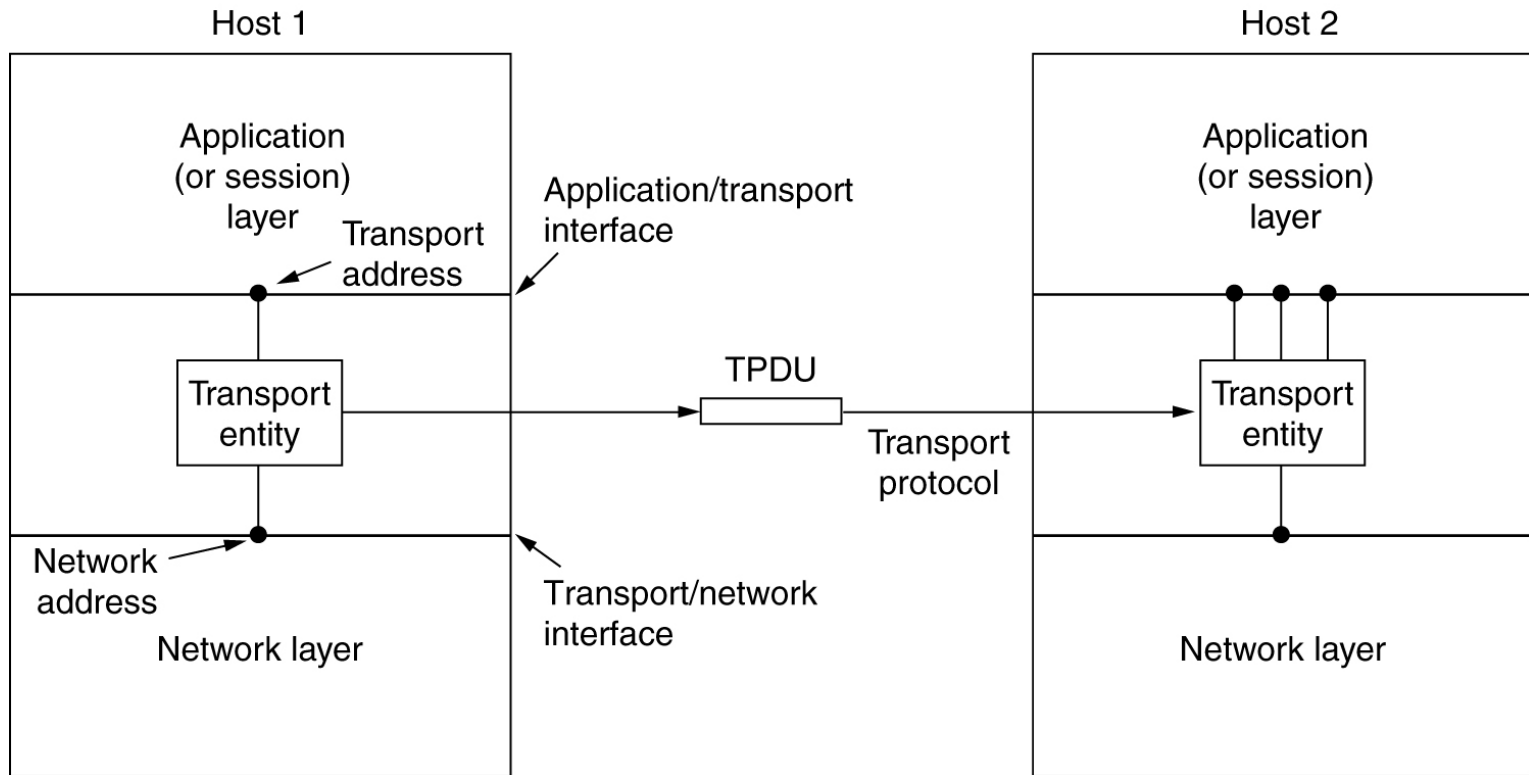 Host 1
Host 2
Application
(or session)
layer
Transport
address
Application/transport
interface
Application
(or session)
layer
Transport
entity
TPDU
Transport
protocol
Transport
entity
Network
address
Network layer
Transport/network
interface
Network layer